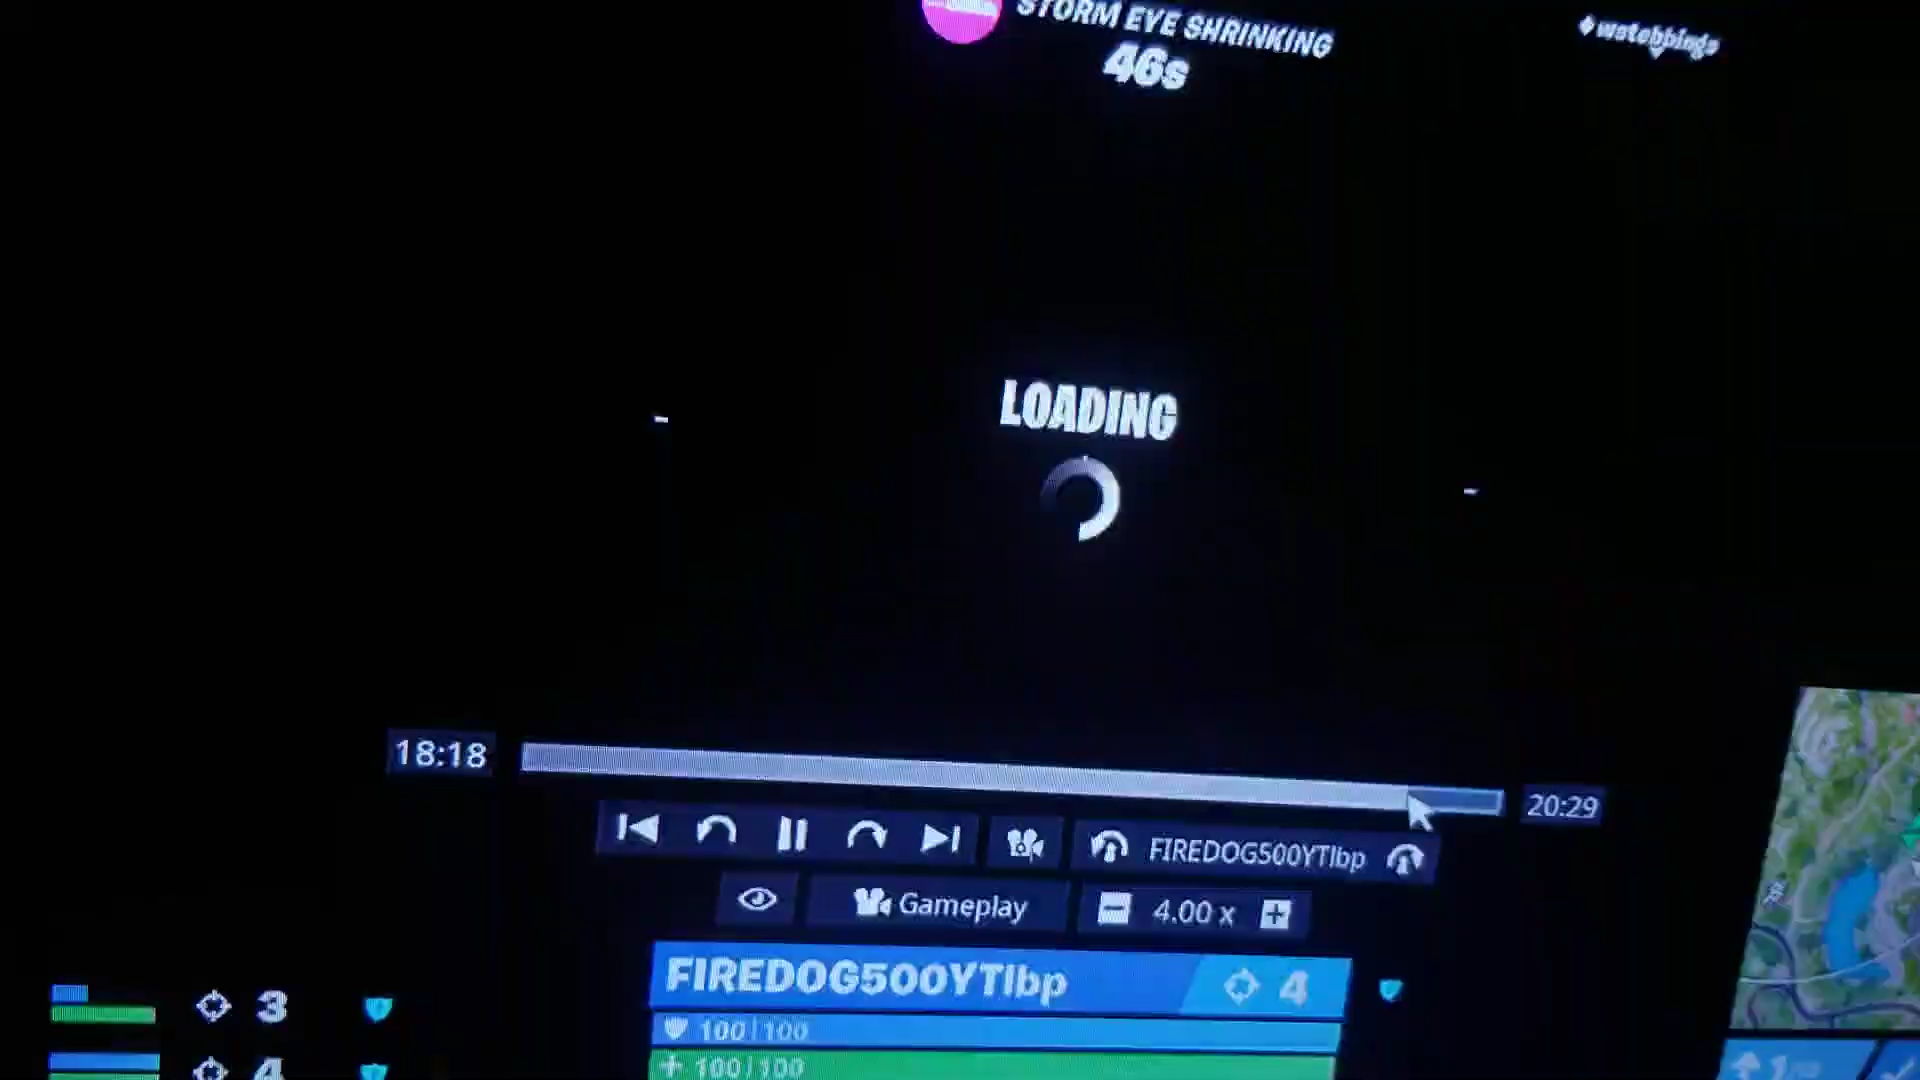 STORM EYE SHRINKING
46s
LOADING
18:18
20:29
FIREDOG500YTlbp
Gameplay
4.00 x
FIREDOG500YTlbp 4
100|100
100|100
3
4